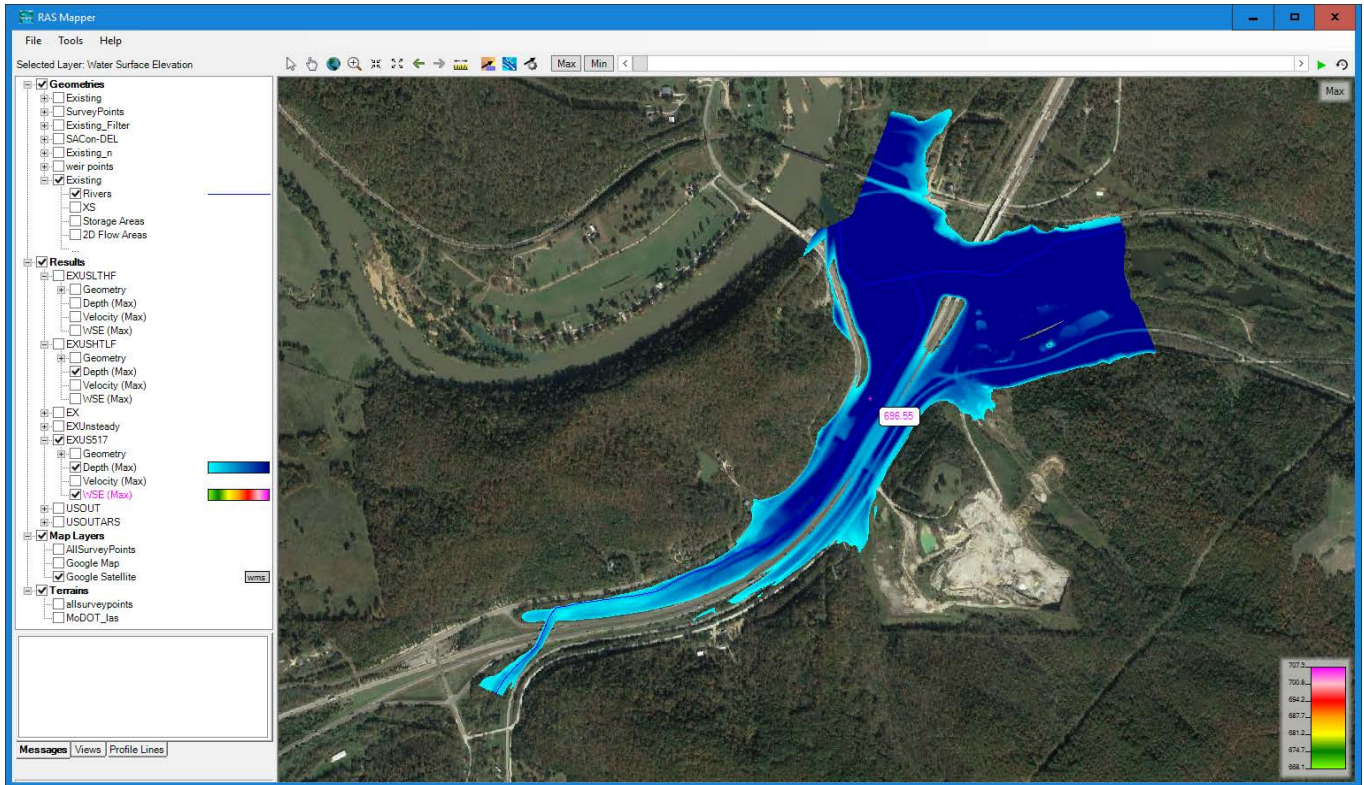 RAS Mapper
File Tools Help
Selected Layer: Water Surface Elevation
Max Min
Max
Geometries
Existing
SurveyPoints
Existing_Filter
SACon-DEL
Existing_n
weir points
Existing
Rivers
XS
Storage Areas
2D Flow Areas
...
Results
EXUSLTHF
Geometry
Depth (Max)
Velocity (Max)
WSE (Max)
EXUSHTLF
Geometry
Depth (Max)
Velocity (Max)
WSE (Max)
EX
EXUnsteady
EXUS517
Geometry
Depth (Max)
Velocity (Max)
WSE (Max)
USOUT
USOUTARS
Map Layers
AllSurveyPoints
Google Map
Google Satellite wms
Terrains
allsurveypoints
MoDOT_las
Messages Views Profile Lines
696.55
707.3
700.8
694.2
687.7
681.2
674.7
668.1